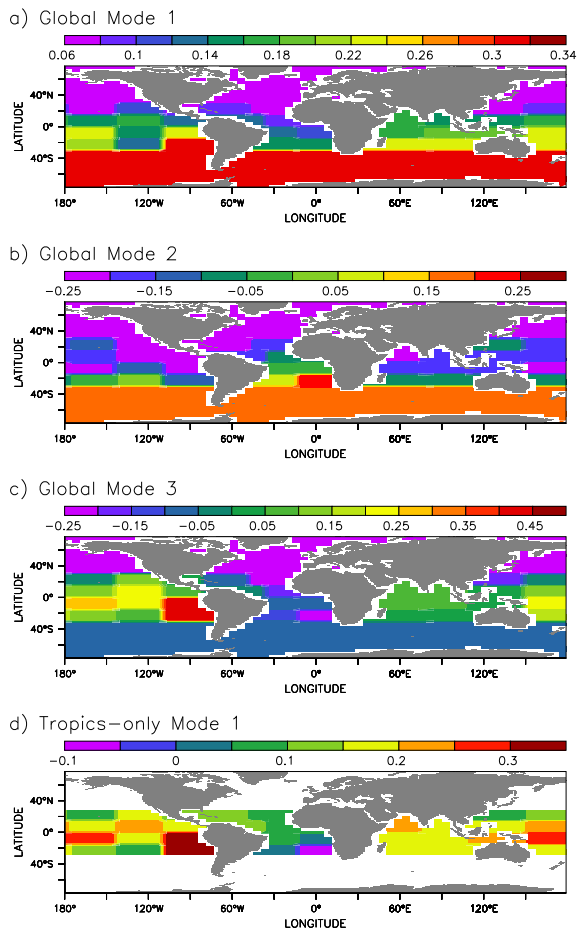 a) Global Mode 1
0.06 0.1 0.14 0.18 0.22 0.26 0.3 0.34
LATITUDE
40°N
0°
40°S
180° 120°W 60°W 0° 60°E 120°E
LONGITUDE
b) Global Mode 2
-0.25 -0.15 -0.05 0.05 0.15 0.25
LATITUDE
40°N
0°
40°S
180° 120°W 60°W 0° 60°E 120°E
LONGITUDE
c) Global Mode 3
-0.25 -0.15 -0.05 0.05 0.15 0.25 0.35 0.45
LATITUDE
40°N
0°
40°S
180° 120°W 60°W 0° 60°E 120°E
LONGITUDE
d) Tropics-only Mode 1
-0.1 0 0.1 0.2 0.3
LATITUDE
40°N
0°
40°S
180° 120°W 60°W 0° 60°E 120°E
LONGITUDE